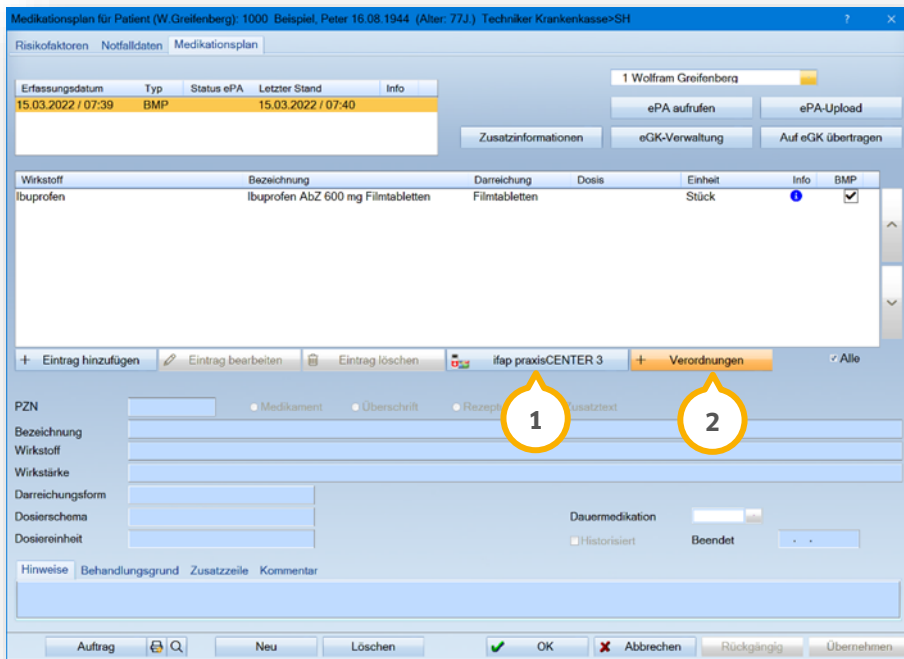 Medikationsplan für Patient (W.Greifenberg): 1000 Beispiel, Peter 16.08.1944 (Alter: 77J.) Techniker Krankenkasse>SH ?
Risikofaktoren Notfalldaten Medikationsplan
1 Wolfram Greifenberg
Erfassungsdatum Typ Status ePA Letzter Stand Info
15.03.2022 / 07:39 BMP 15.03.2022 / 07:40
ePA aufrufen ePA-Upload
Zusatzinformationen eGK-Verwaltung Auf eGK übertragen
Wirkstoff Bezeichnung Darreichung Dosis Einheit Info BMP
Ibuprofen Ibuprofen AbZ 600 mg Filmtabletten Filmtabletten Stück
+ Eintrag hinzufügen Eintrag bearbeiten Eintrag löschen ifap praxisCENTER 3 + Verordnungen Alle
1 2
PZN Medikament Überschrift Zusatztext
Bezeichnung
Wirkstoff
Wirkstärke
Darreichungsform
Dosierschema Dauermedikation
Dosiereinheit Historisiert Beendet . .
Hinweise Behandlungsgrund Zusatzzeile Kommentar
Auftrag Neu Löschen OK Abbrechen Rückgängig Übernehmen